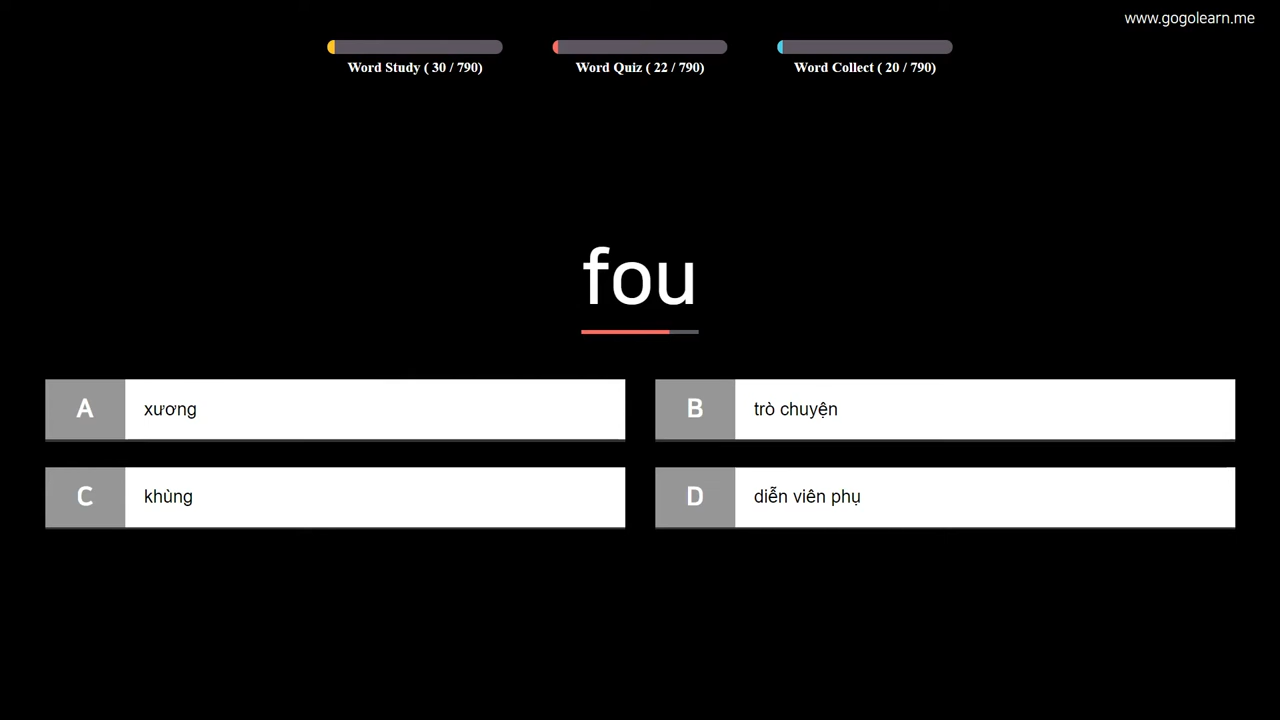 www.gogolearn.me
Word Study ( 30 / 790)
Word Quiz ( 22 / 790)
Word Collect ( 20 / 790)
fou
A
xương
B
trò chuyện
C
khùng
D
diễn viên phụ